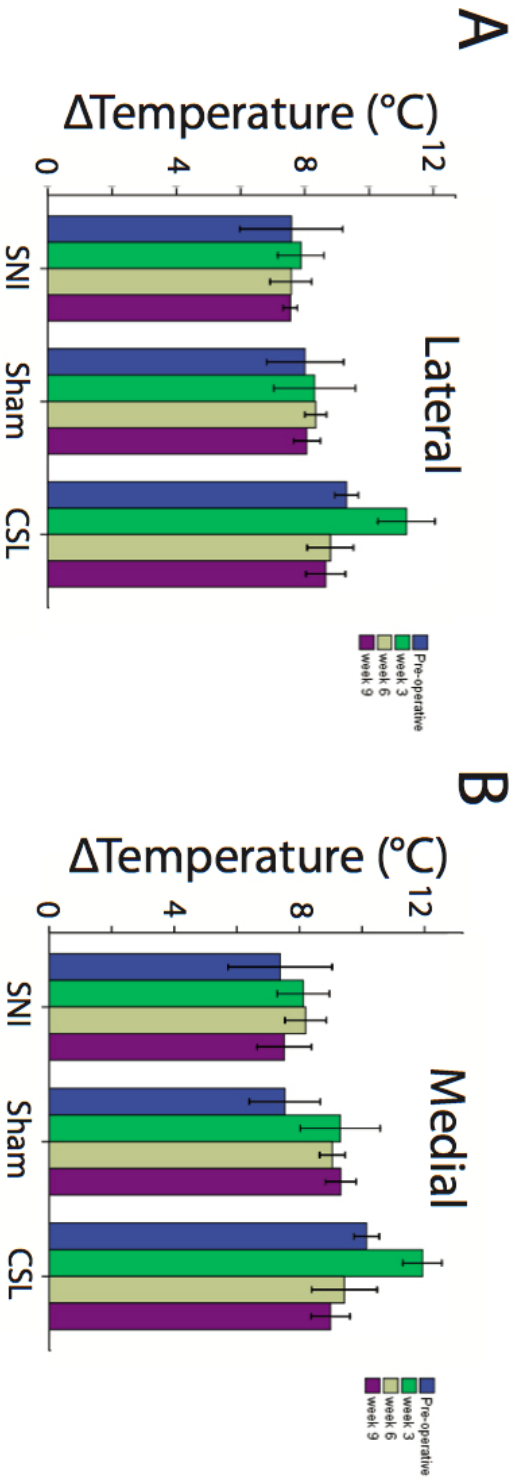 A
Lateral
ΔTemperature (°C)
12
8
4
0
SNI
Sham
CSL
Pre-operative
week 3
week 6
week 9
B
Medial
ΔTemperature (°C)
12
8
4
0
SNI
Sham
CSL
Pre-operative
week 3
week 6
week 9